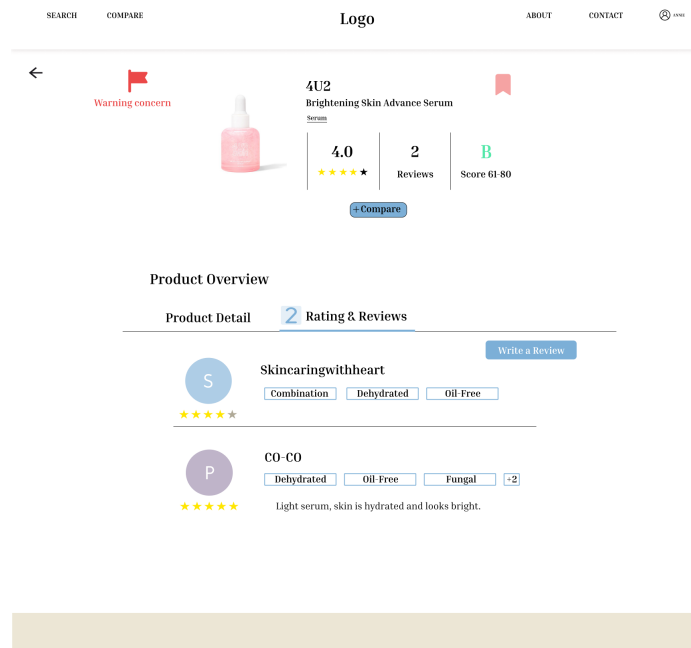 SEARCH COMPARE Logo ABOUT CONTACT ANNIE
Warning concern
4U2
Brightening Skin Advance Serum
Serum
4.0 2 B
Reviews Score 61-80
+Compare
Product Overview
Product Detail 2 Rating & Reviews
Write a Review
S
Skincaringwithheart
Combination Dehydrated Oil-Free
P
CO-CO
Dehydrated Oil-Free Fungal +2
Light serum, skin is hydrated and looks bright.